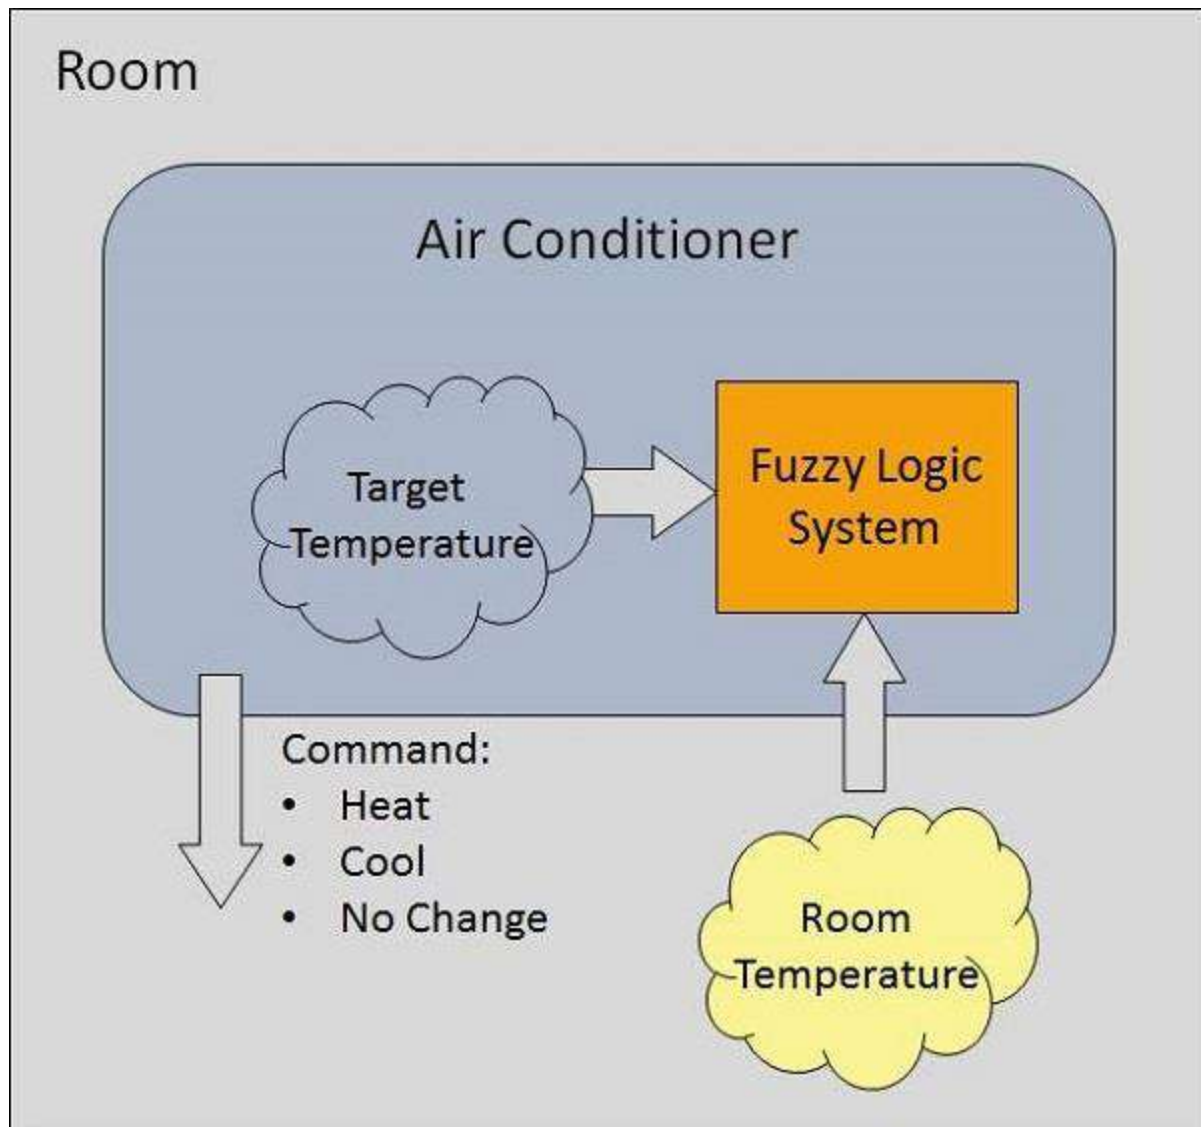 Room
Air Conditioner
Target
Temperature
Fuzzy Logic
System
Command:
• Heat
• Cool
• No Change
Room
Temperature